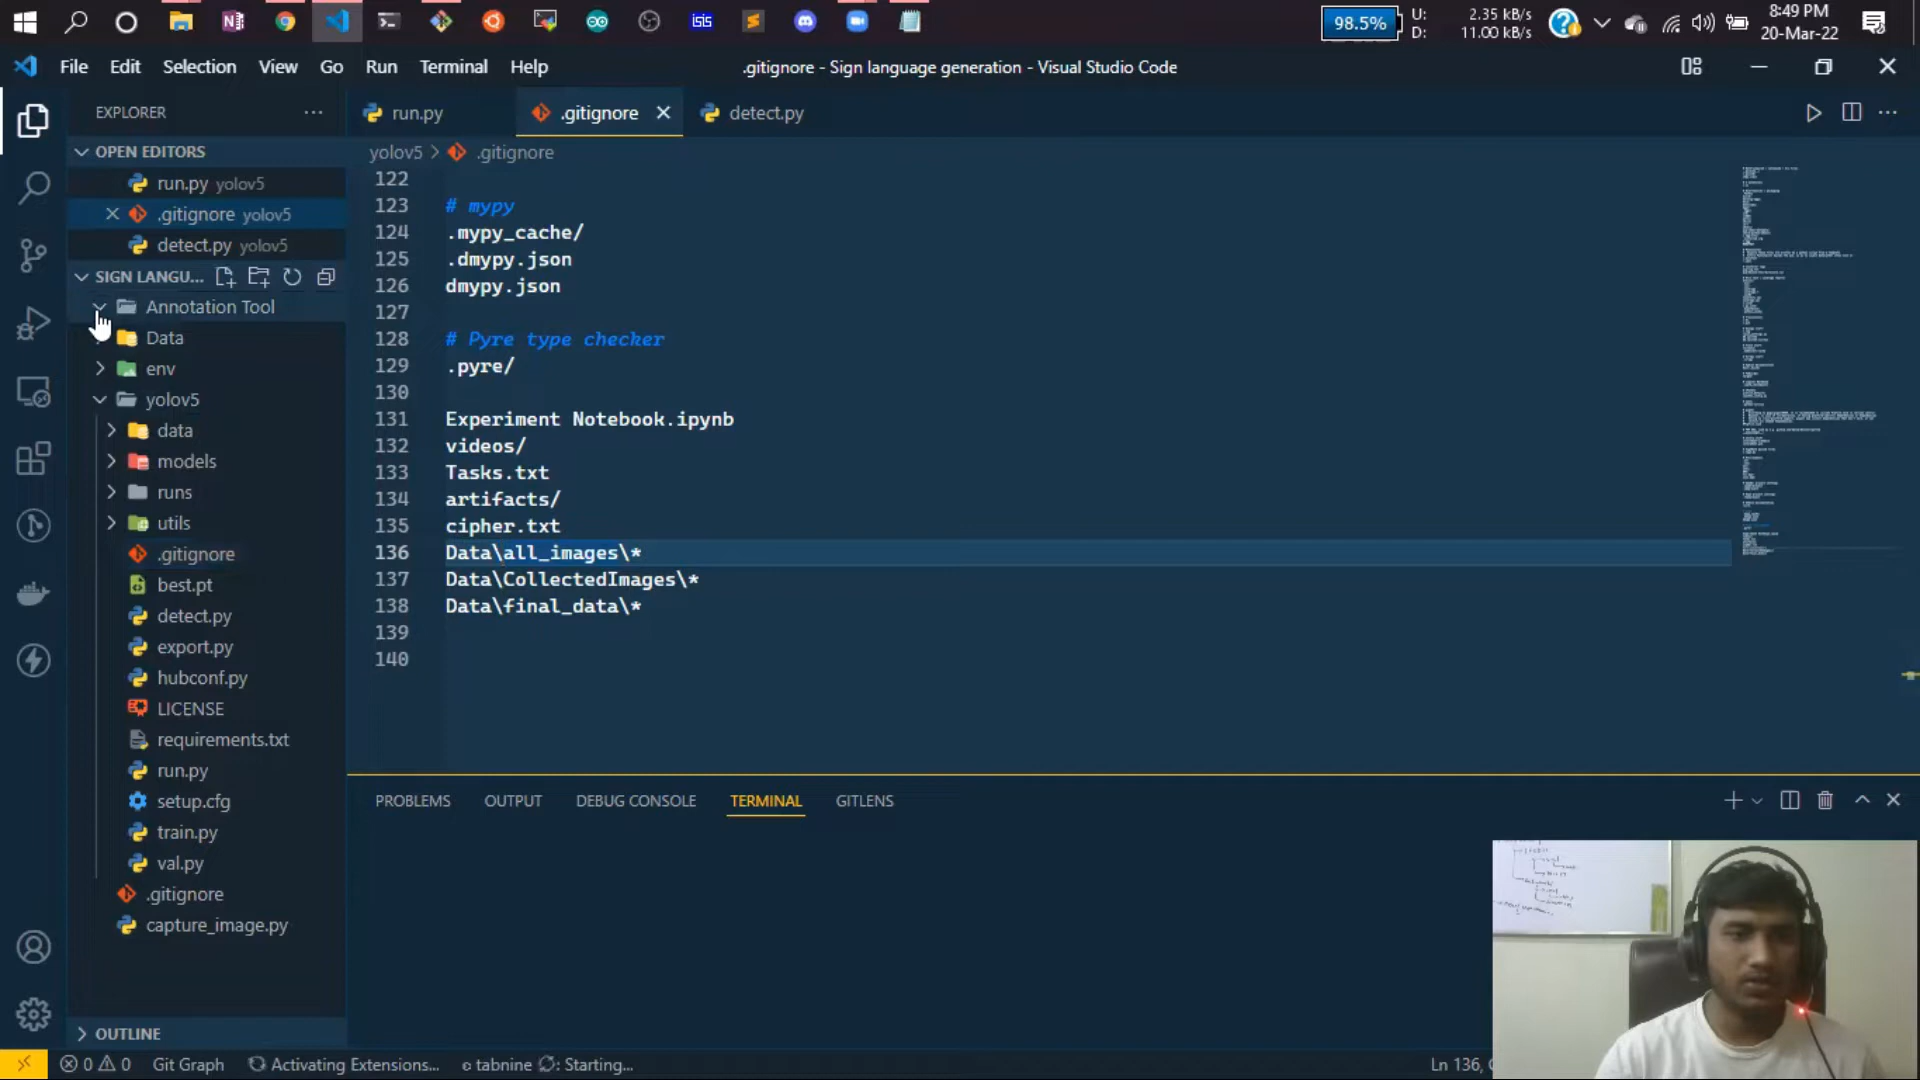 98.5%
U: 2.35 kB/s
D: 11.00 kB/s
8:49 PM
20-Mar-22
File Edit Selection View Go Run Terminal Help
.gitignore - Sign language generation - Visual Studio Code
EXPLORER
run.py
.gitignore
detect.py
OPEN EDITORS
run.py yolov5
.gitignore yolov5
detect.py yolov5
SIGN LANGU...
Annotation Tool
Data
env
yolov5
data
models
runs
utils
.gitignore
best.pt
detect.py
export.py
hubconf.py
LICENSE
requirements.txt
run.py
setup.cfg
train.py
val.py
.gitignore
capture_image.py
OUTLINE
yolov5 > .gitignore
122
123 # mypy
124 .mypy_cache/
125 .dmypy.json
126 dmypy.json
127
128 # Pyre type checker
129 .pyre/
130
131 Experiment Notebook.ipynb
132 videos/
133 Tasks.txt
134 artifacts/
135 cipher.txt
136 Data\all_images\*
137 Data\CollectedImages\*
138 Data\final_data\*
139
140
PROBLEMS OUTPUT DEBUG CONSOLE TERMINAL GITLENS
0 0 Git Graph Activating Extensions... tabnine : Starting...
Ln 136,